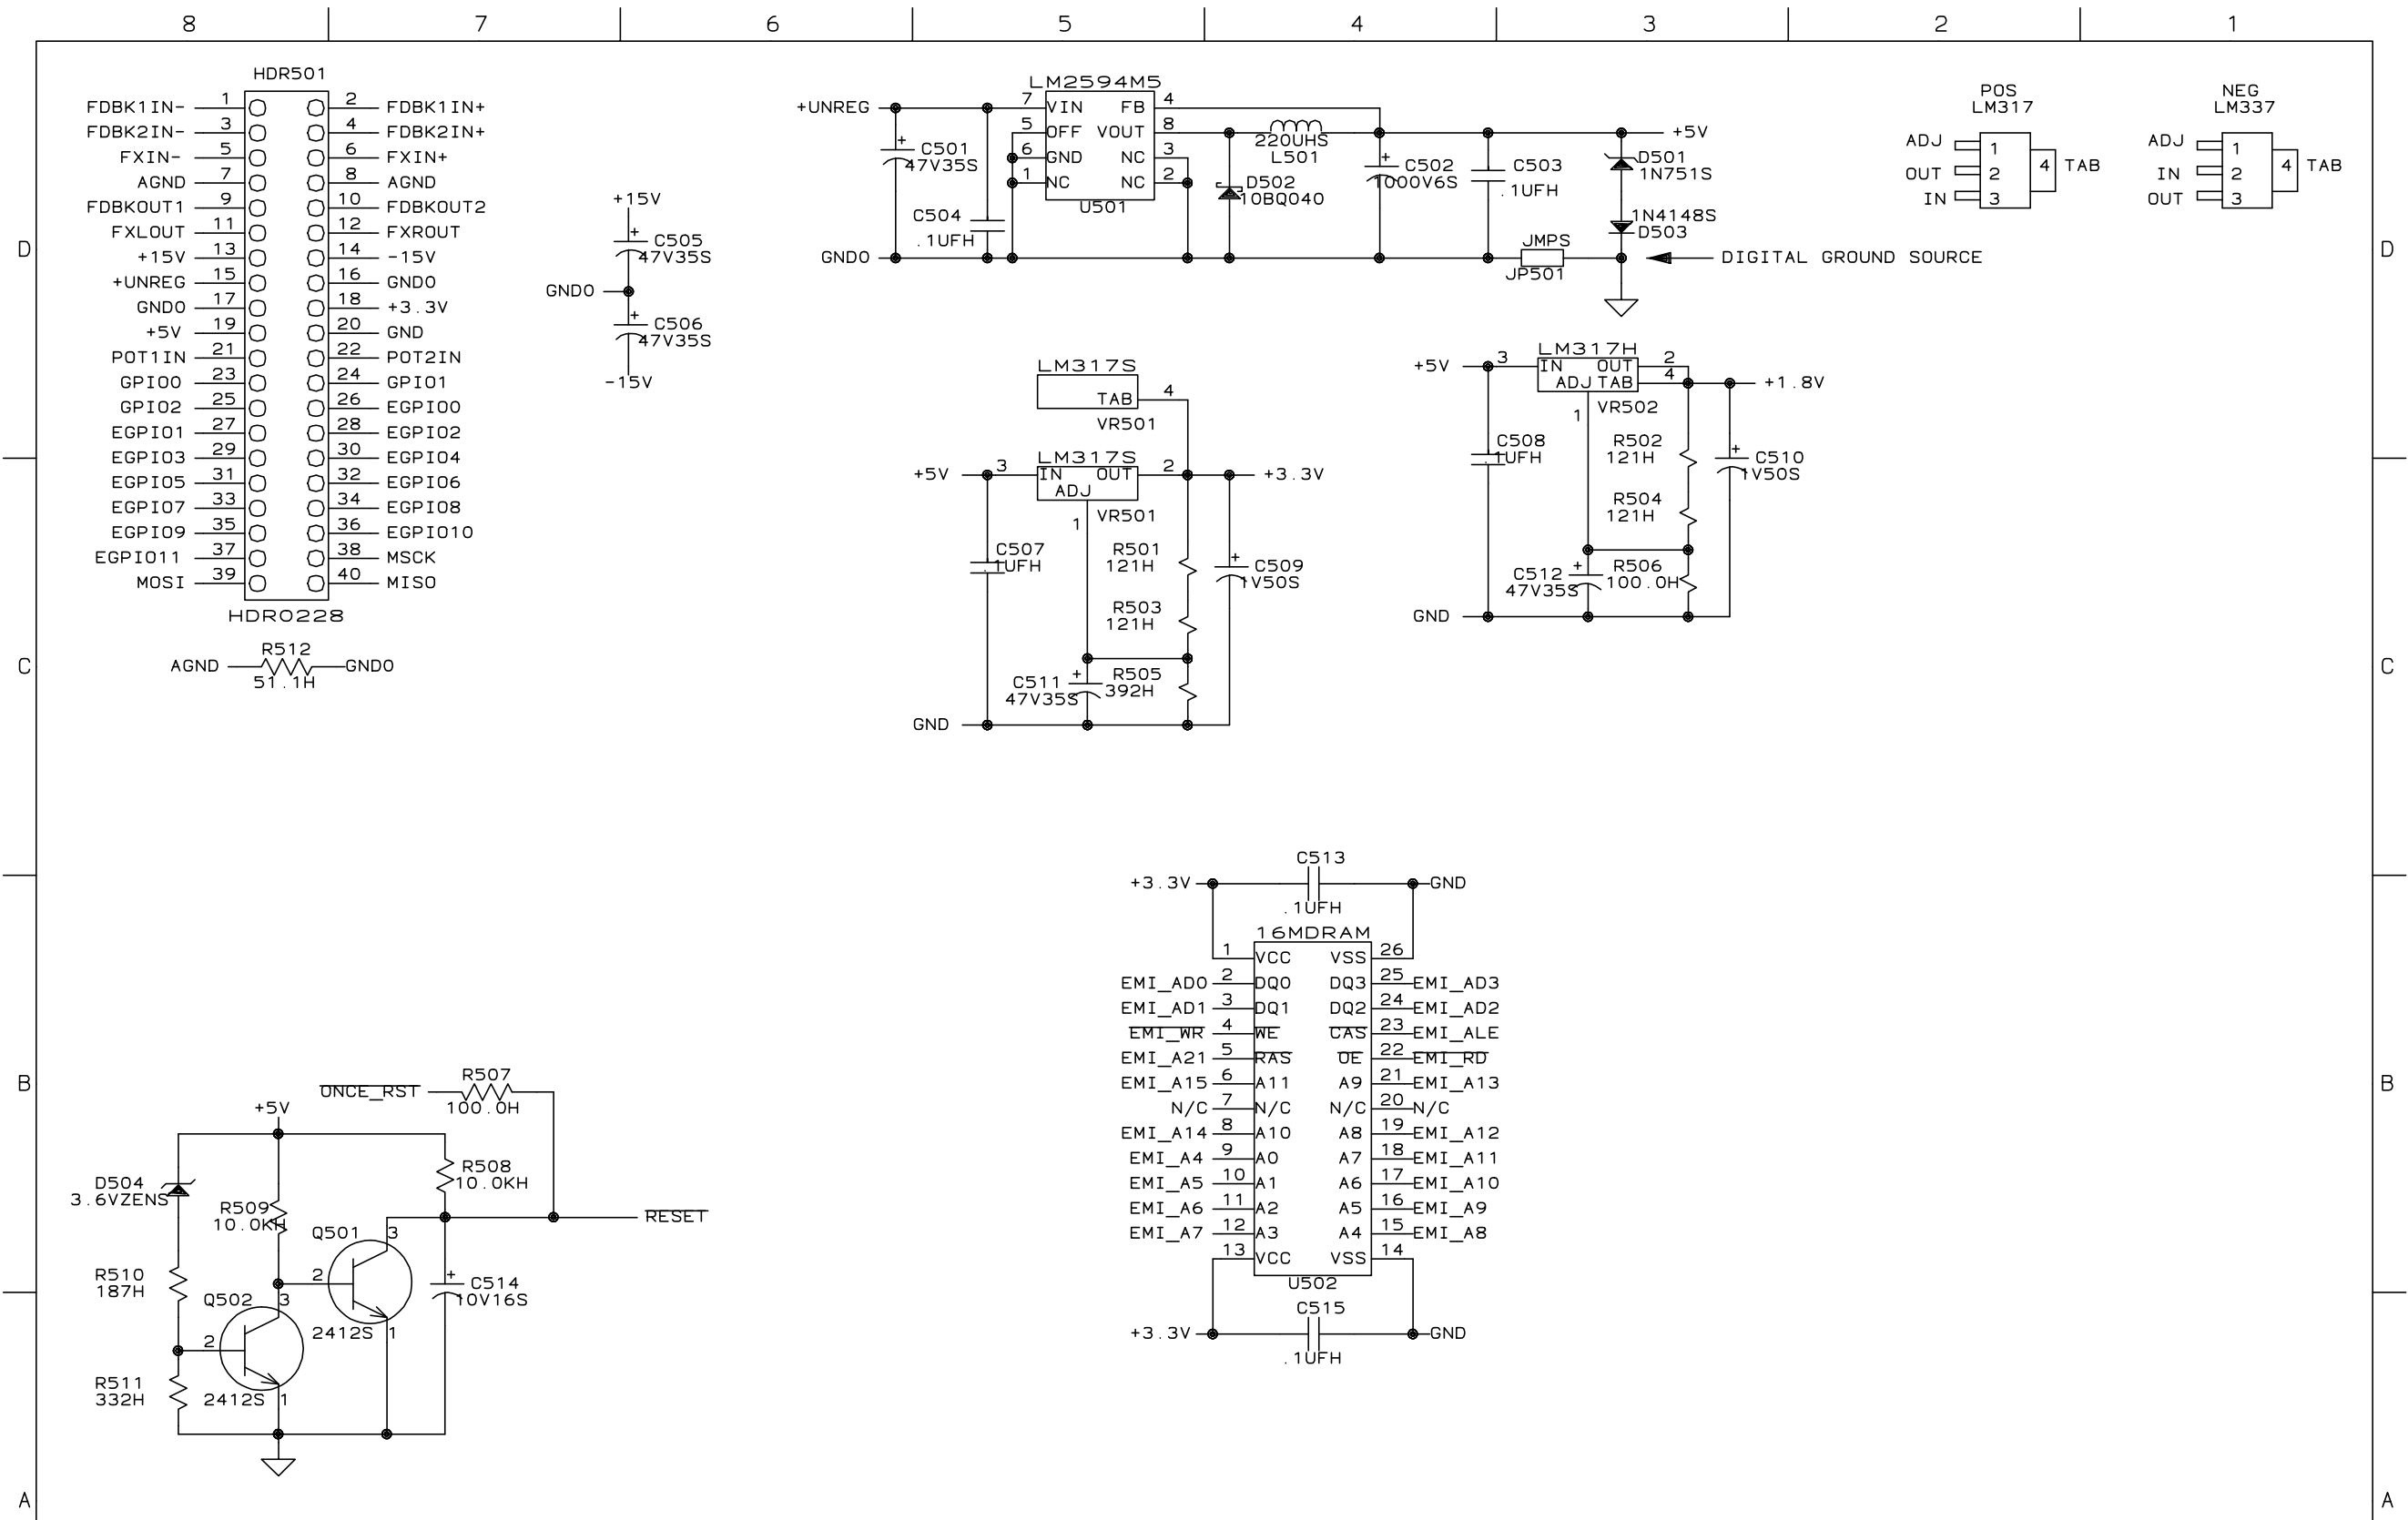 8 7 6 5 4 3 2 1
D
C
B
A
D
C
B
A
HDR501
FDBK1IN- 1 2 FDBK1IN+
FDBK2IN- 3 4 FDBK2IN+
FXIN- 5 6 FXIN+
AGND 7 8 AGND
FDBKOUT1 9 10 FDBKOUT2
FXLOUT 11 12 FXROUT
+15V 13 14 -15V
+UNREG 15 16 GND0
GND0 17 18 +3.3V
+5V 19 20 GND
POT1IN 21 22 POT2IN
GPIO0 23 24 GPIO1
GPIO2 25 26 EGPIO0
EGPIO1 27 28 EGPIO2
EGPIO3 29 30 EGPIO4
EGPIO5 31 32 EGPIO6
EGPIO7 33 34 EGPIO8
EGPIO9 35 36 EGPIO10
EGPIO11 37 38 MSCK
MOSI 39 40 MISO
HDR0228
R512
AGND GND0
51.1H
+15V
+ C505
47V35S
GND0
+ C506
47V35S
-15V
LM2594M5
+UNREG 7 VIN FB 4
5 OFF VOUT 8
6 GND NC 3
1 NC NC 2
U501
+ C501
47V35S
C504
.1UFH
GND0
220UHS
L501
D502
10BQ040
+ C502
1000V6S
C503
.1UFH
+5V
D501
1N751S
1N4148S
D503
JMPS
JP501
DIGITAL GROUND SOURCE
POS
LM317
ADJ 1
OUT 2 4 TAB
IN 3
NEG
LM337
ADJ 1
IN 2 4 TAB
OUT 3
LM317S
TAB 4
VR501
LM317S
+5V 3 IN OUT 2 +3.3V
ADJ
1 VR501
C507
.1UFH
R501
121H
+ C509
1V50S
R503
121H
C511 +
47V35S
R505
392H
GND
LM317H
+5V 3 IN OUT 2
ADJ TAB 4 +1.8V
1 VR502
C508
.1UFH
R502
121H
+ C510
1V50S
R504
121H
C512 +
47V35S
R506
100.0H
GND
C513
+3.3V GND
.1UFH
16MDRAM
1 VCC VSS 26
EMI_AD0 2 DQ0 DQ3 25 EMI_AD3
EMI_AD1 3 DQ1 DQ2 24 EMI_AD2
EMI_WR 4 WE CAS 23 EMI_ALE
EMI_A21 5 RAS OE 22 EMI_RD
EMI_A15 6 A11 A9 21 EMI_A13
N/C 7 N/C N/C 20 N/C
EMI_A14 8 A10 A8 19 EMI_A12
EMI_A4 9 A0 A7 18 EMI_A11
EMI_A5 10 A1 A6 17 EMI_A10
EMI_A6 11 A2 A5 16 EMI_A9
EMI_A7 12 A3 A4 15 EMI_A8
13 VCC VSS 14
U502
C515
+3.3V GND
.1UFH
R507
ONCE_RST
100.0H
+5V
R508
10.0KH
D504
3.6VZENS
R509
10.0KH
RESET
Q501 3
2
2412S 1
R510
187H
+ C514
10V16S
Q502 3
2
2412S 1
R511
332H